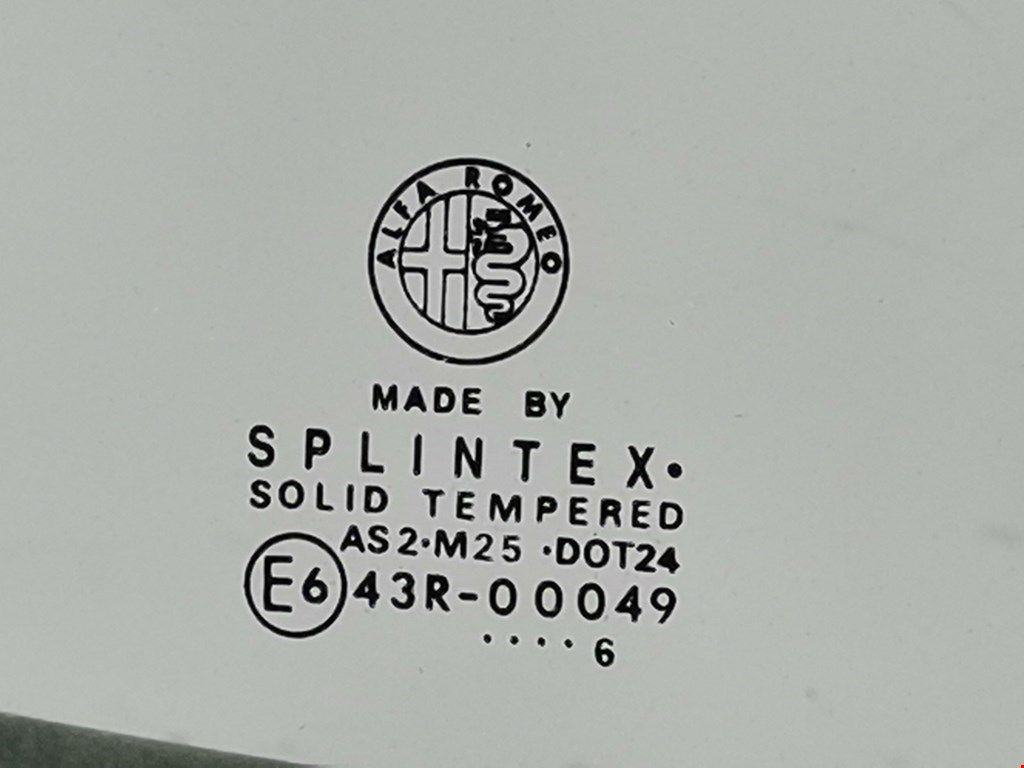 ALFA ROMEO
MADE BY
SPLINTEX•
SOLID TEMPERED
AS2•M25 •DOT24
E6 43R-00049
• • • • 6